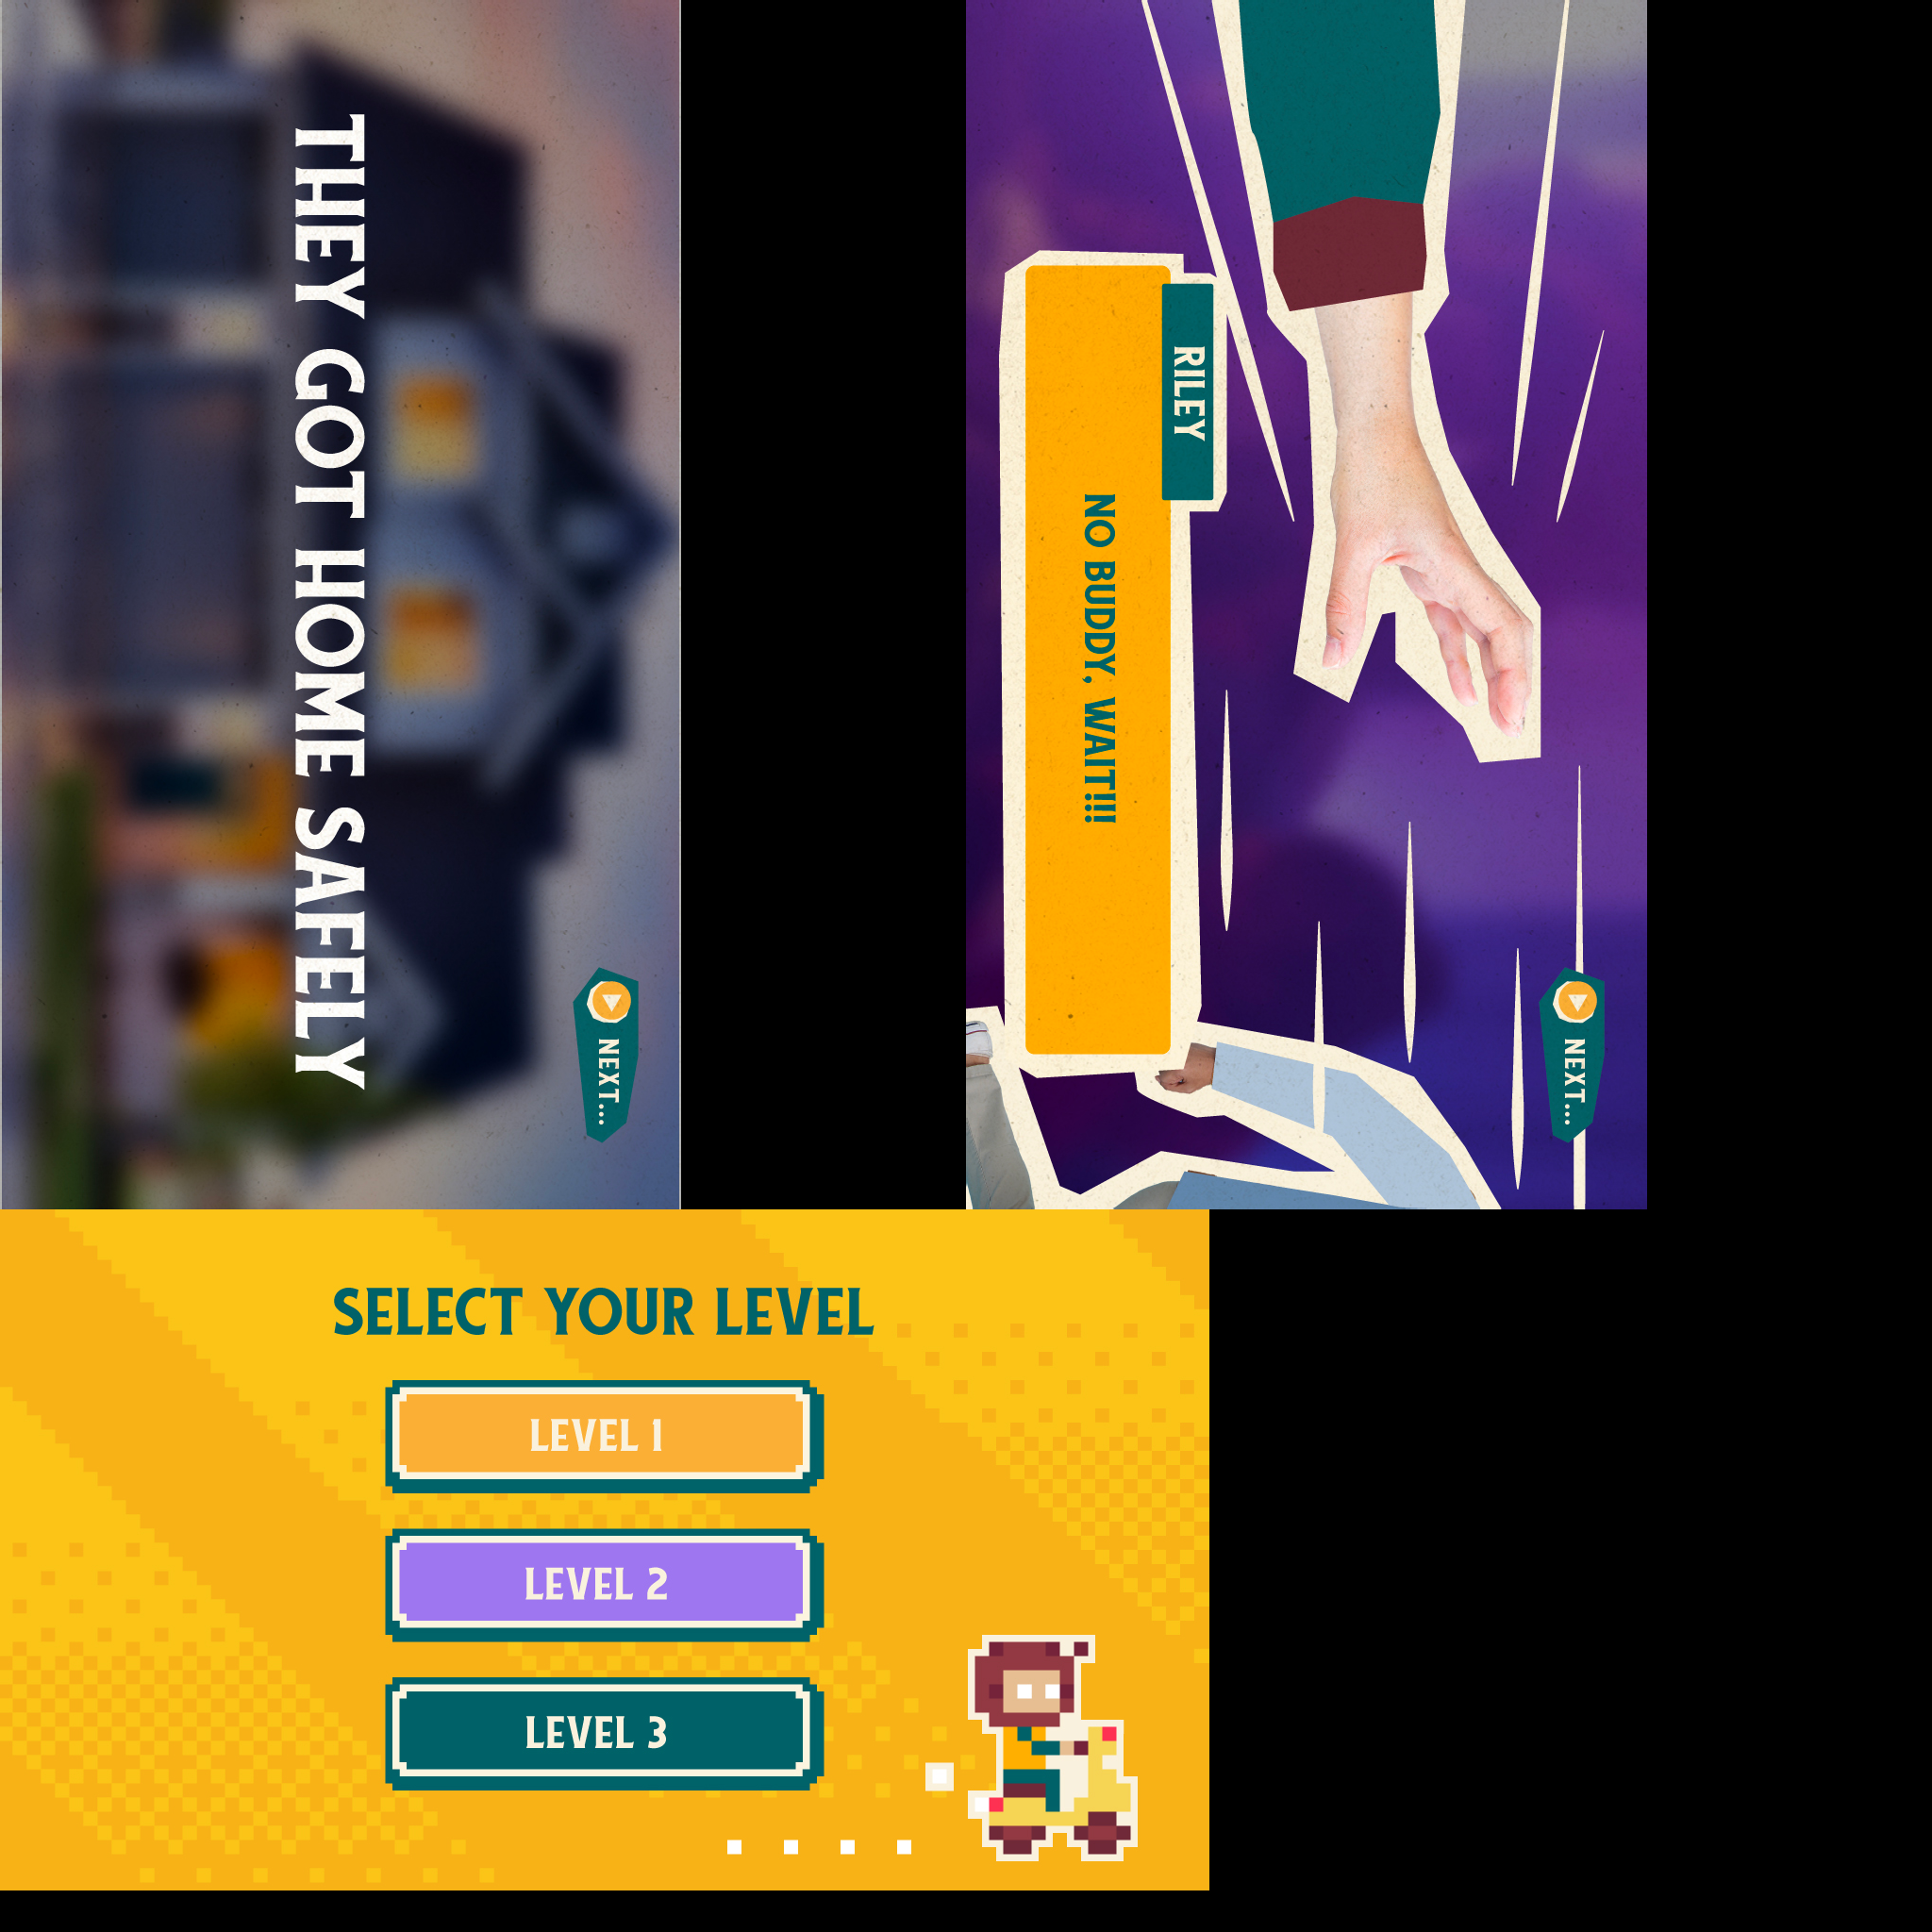 THEY GOT HOME SAFELY
NEXT...
RILEY
NO BUDDY, WAIT!!!
NEXT...
SELECT YOUR LEVEL
LEVEL 1
LEVEL 2
LEVEL 3